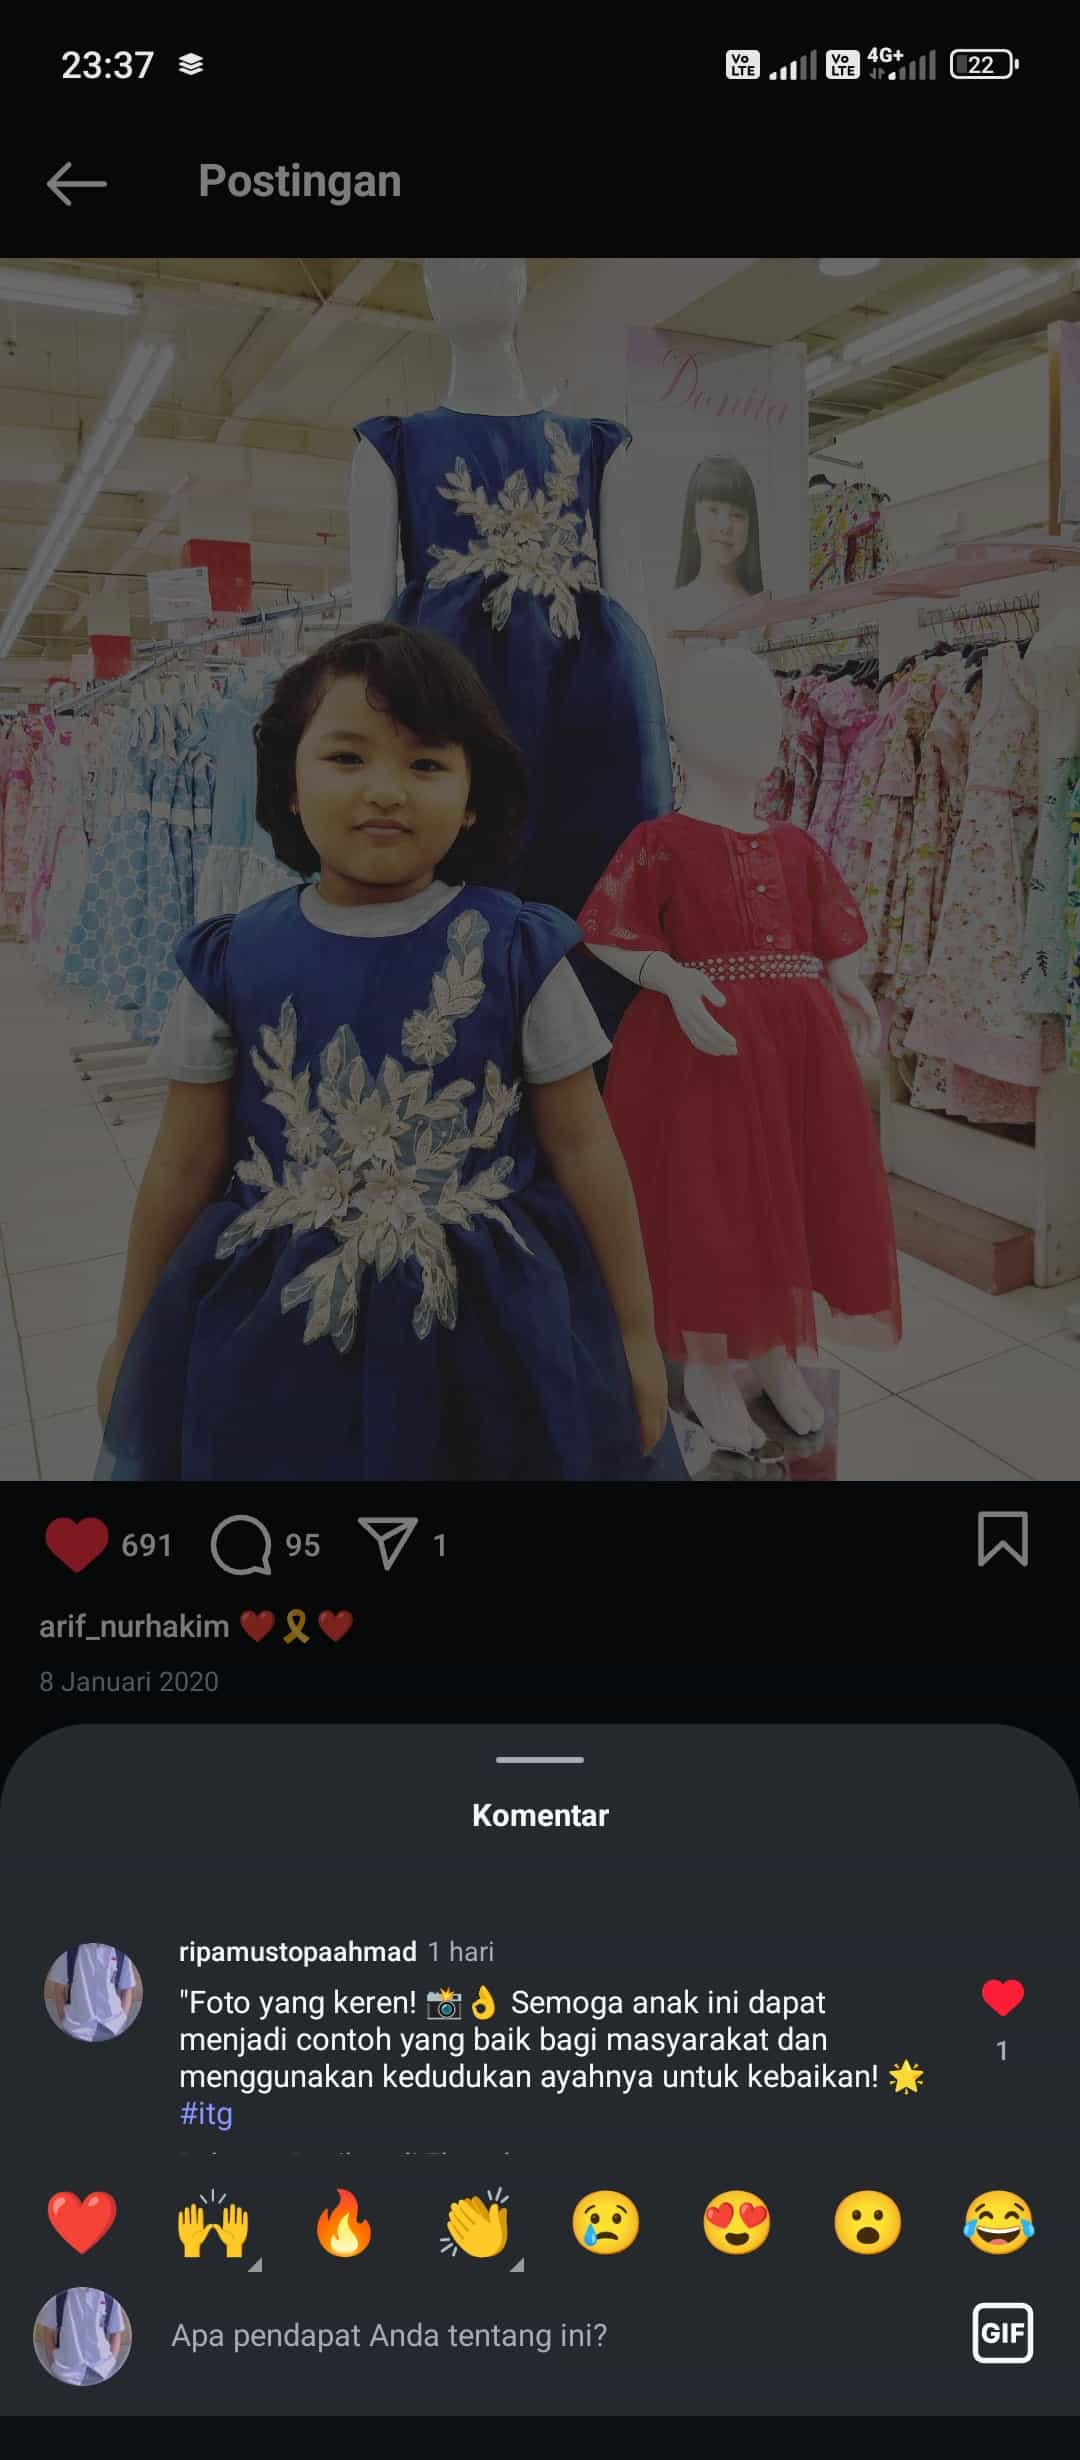 23:37
Vo LTE Vo LTE 4G+ 22
Postingan
Donita
691 95 1
arif_nurhakim ❤️🎗️❤️
8 Januari 2020
Komentar
ripamustopaahmad 1 hari
"Foto yang keren! 📸👌 Semoga anak ini dapat
menjadi contoh yang baik bagi masyarakat dan
menggunakan kedudukan ayahnya untuk kebaikan! 🌟
#itg
1
❤️ 🙌 🔥 👏 😢 😍 😮 😂
Apa pendapat Anda tentang ini?
GIF